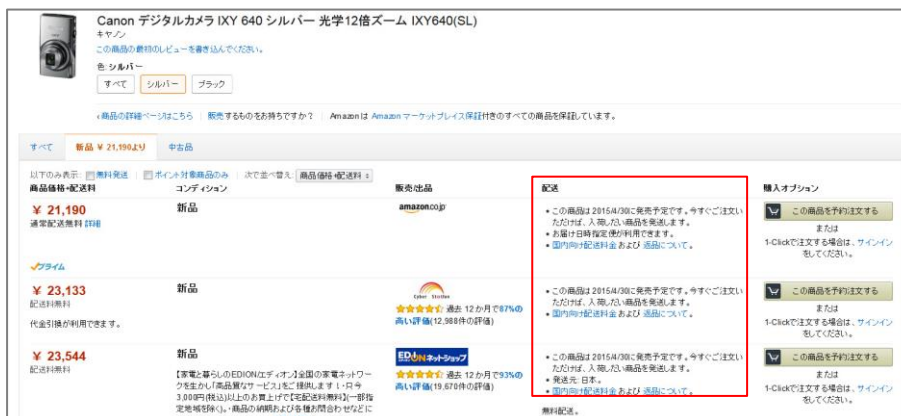 Canon デジタルカメラ IXY 640 シルバー 光学12倍ズーム IXY640(SL)
キヤノン
この商品の最初のレビューを書き込んでください。
色:シルバー
すべて シルバー ブラック
‹商品の詳細ページはこちら | 販売するものをお持ちですか? | Amazonは Amazon マーケットプレイス保証付きのすべての商品を保証しています。
すべて 新品 ¥ 21,190より 中古品
以下のみ表示: 無料発送 | ポイント対象商品のみ | 次で並べ替え: 商品価格+配送料
商品価格+配送料 コンディション 販売/出品 配送 購入オプション
¥ 21,190 新品 amazon.co.jp
通常配送無料 詳細
プライム
• この商品は 2015/4/30に発売予定です。今すぐご注文い
ただけば、入荷しだい商品を発送します。
• お届け日時指定便が利用できます。
• 国内向け配送料金 および 返品について。
この商品を予約注文する
または
1-Clickで注文する場合は、サインイン
をしてください。
¥ 23,133 新品
配送料無料
代金引換が利用できます。
Cyber Station
過去 12か月で87%の
高い評価(12,988件の評価)
• この商品は 2015/4/30に発売予定です。今すぐご注文い
ただけば、入荷しだい商品を発送します。
• 国内向け配送料金 および 返品について。
この商品を予約注文する
または
1-Clickで注文する場合は、サインイン
をしてください。
¥ 23,544 新品
配送料無料
【家電と暮らしのEDION/エディオン】全国の家電ネットワー
クを生かし「高品質なサービス」をご提供します!・只今
3,000円(税込)以上のお買上げで【宅配送料無料】(一部指
定地域を除く)。・商品の納期および各種お問合わせなどに
EDION ネットショップ
過去 12か月で93%の
高い評価(19,670件の評価)
• この商品は 2015/4/30に発売予定です。今すぐご注文い
ただけば、入荷しだい商品を発送します。
• 発送元: 日本。
• 国内向け配送料金 および 返品について。
無料配送。
この商品を予約注文する
または
1-Clickで注文する場合は、サインイン
をしてください。